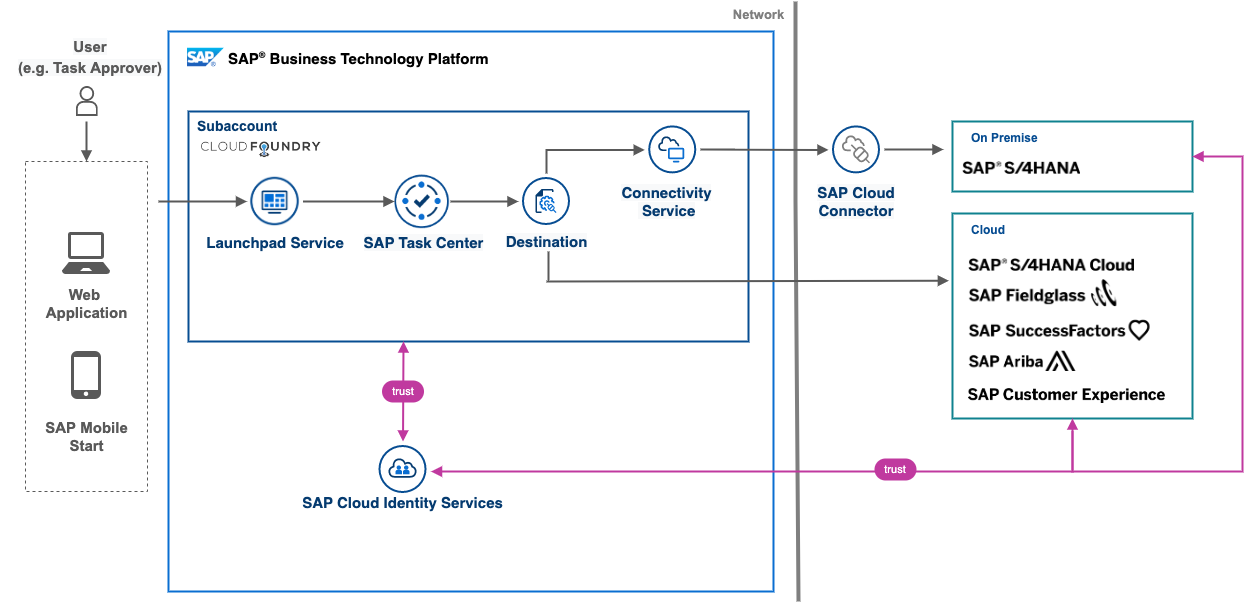 Network
User
(e.g. Task Approver)
SAP®
SAP® Business Technology Platform
Subaccount
CLOUD FOUNDRY
Launchpad Service
SAP Task Center
Destination
Connectivity
Service
SAP Cloud
Connector
On Premise
SAP® S/4HANA
Cloud
SAP® S/4HANA Cloud
SAP Fieldglass
SAP SuccessFactors
SAP Ariba
SAP Customer Experience
Web
Application
SAP Mobile
Start
trust
trust
SAP Cloud Identity Services